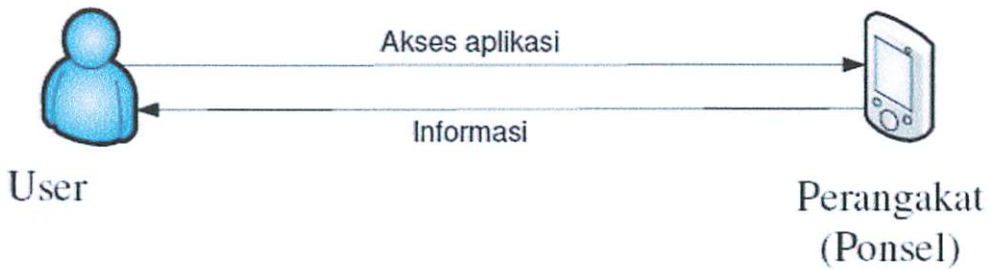 Akses aplikasi
Informasi
User
Perangakat
(Ponsel)